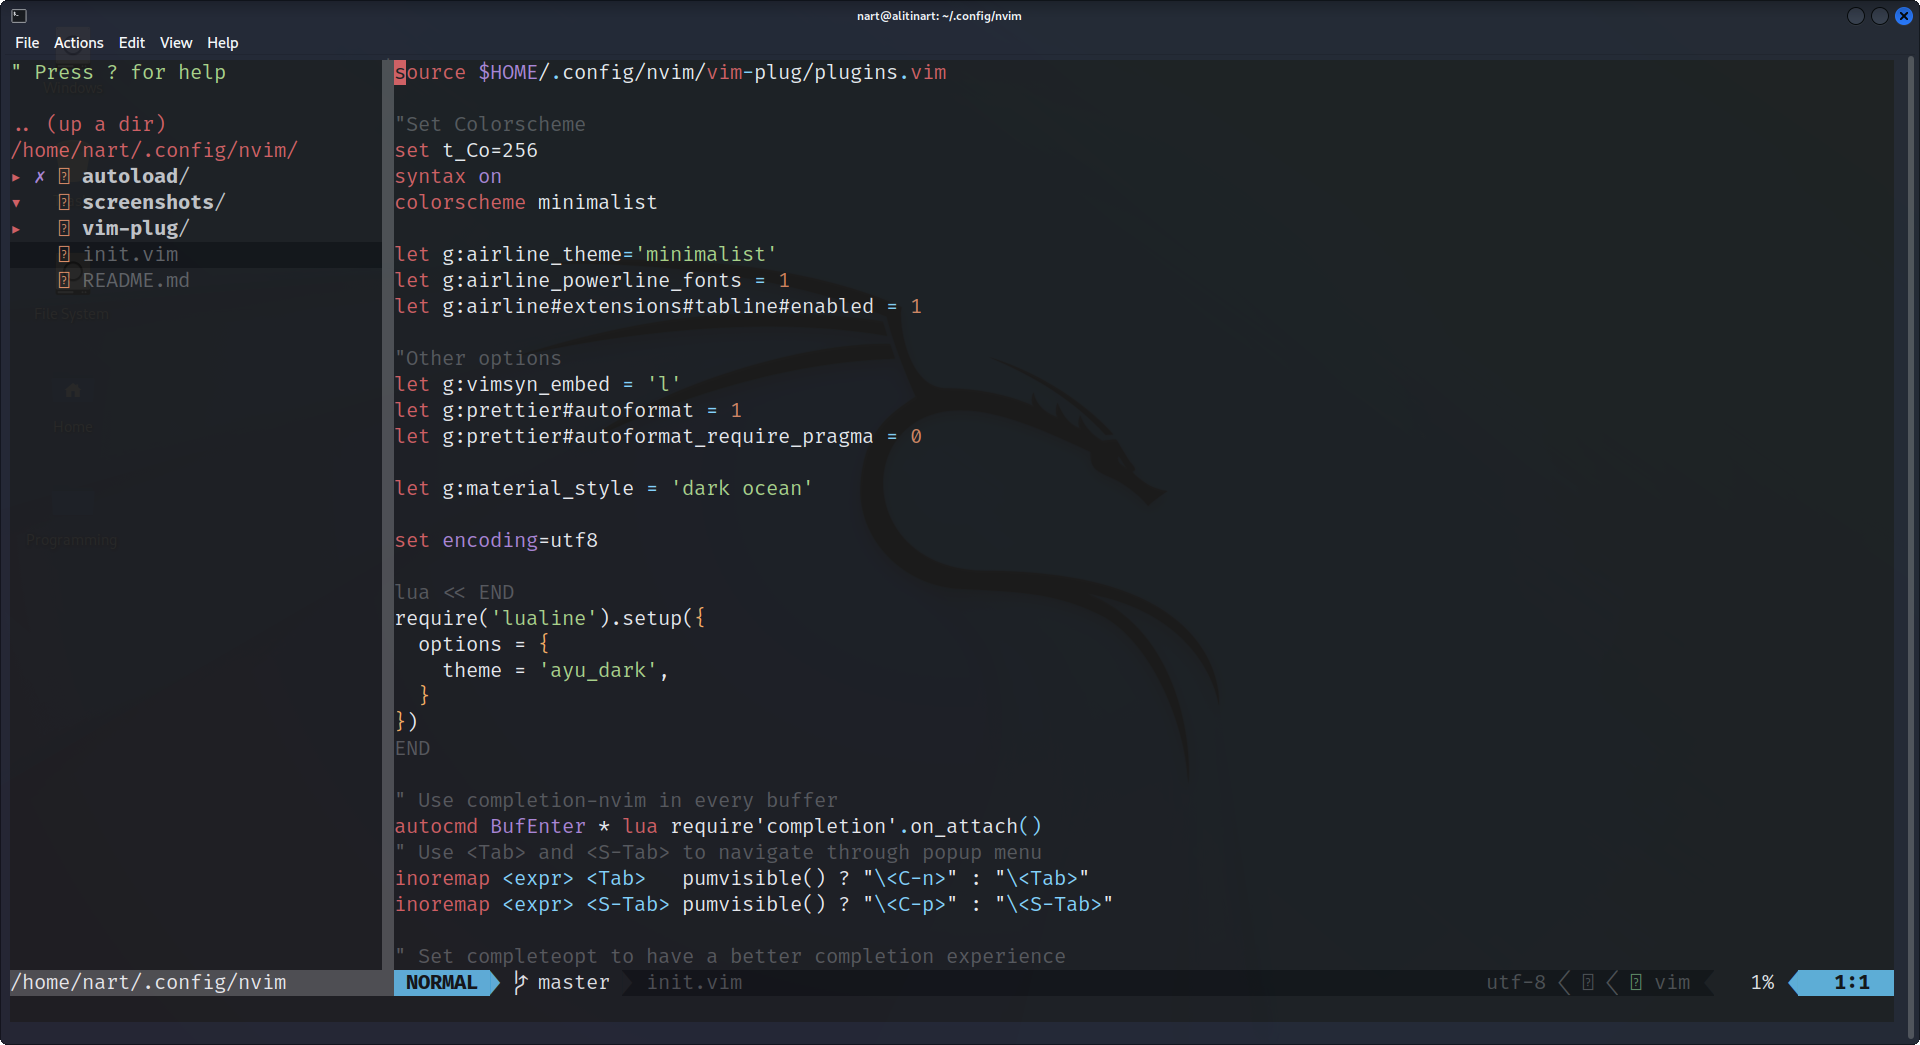 nart@alitinart: ~/.config/nvim
File Actions Edit View Help
" Press ? for help
.. (up a dir)
/home/nart/.config/nvim/
▸ ✗ autoload/
▾ screenshots/
▸ vim-plug/
init.vim
README.md
Windows
File System
Home
Programming
/home/nart/.config/nvim
source $HOME/.config/nvim/vim-plug/plugins.vim
"Set Colorscheme
set t_Co=256
syntax on
colorscheme minimalist
let g:airline_theme='minimalist'
let g:airline_powerline_fonts = 1
let g:airline#extensions#tabline#enabled = 1
"Other options
let g:vimsyn_embed = 'l'
let g:prettier#autoformat = 1
let g:prettier#autoformat_require_pragma = 0
let g:material_style = 'dark ocean'
set encoding=utf8
lua << END
require('lualine').setup({
  options = {
    theme = 'ayu_dark',
  }
})
END
" Use completion-nvim in every buffer
autocmd BufEnter * lua require'completion'.on_attach()
" Use <Tab> and <S-Tab> to navigate through popup menu
inoremap <expr> <Tab>   pumvisible() ? "\<C-n>" : "\<Tab>"
inoremap <expr> <S-Tab> pumvisible() ? "\<C-p>" : "\<S-Tab>"
" Set completeopt to have a better completion experience
NORMAL master init.vim utf-8 vim 1% 1:1